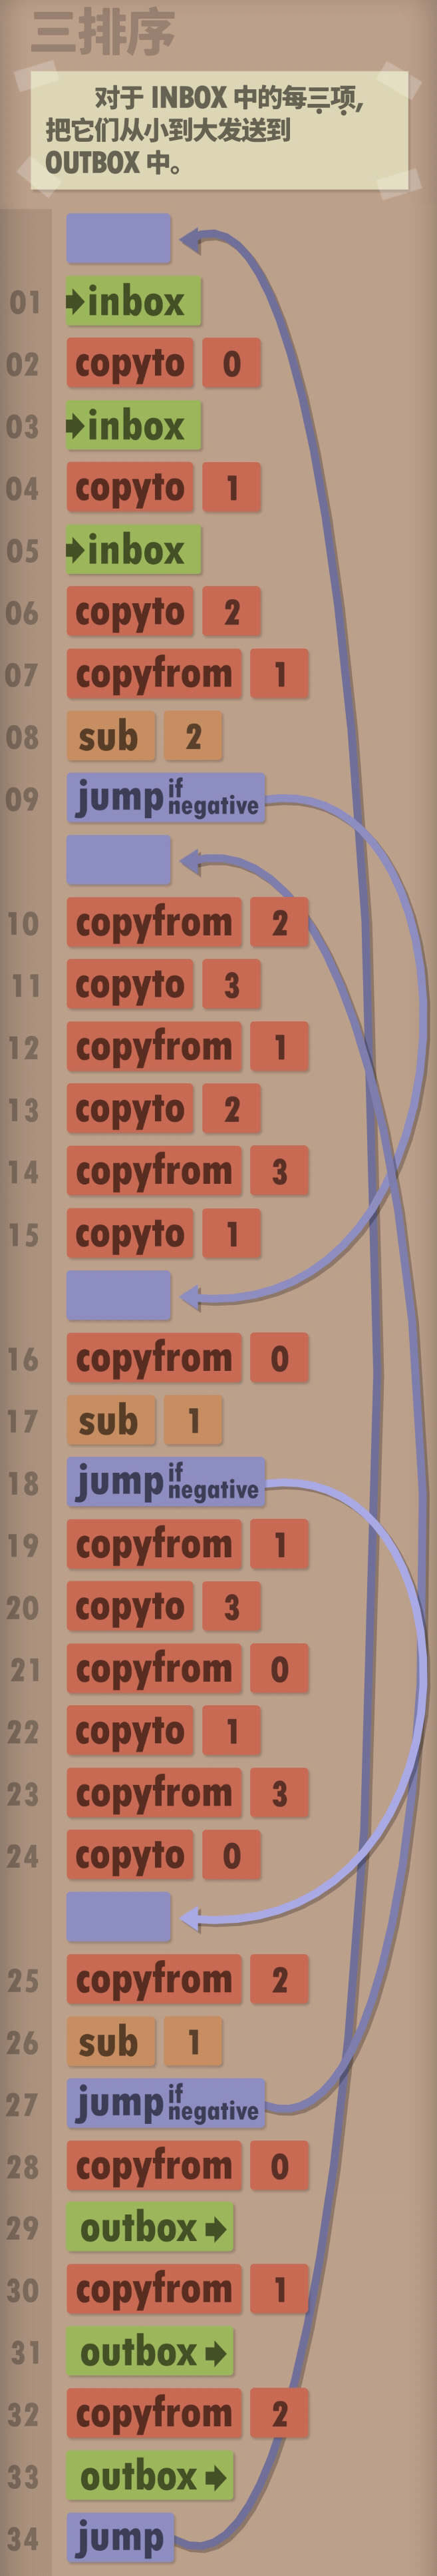 三排序
对于 INBOX 中的每三项,
把它们从小到大发送到
OUTBOX 中。
01 inbox
02 copyto 0
03 inbox
04 copyto 1
05 inbox
06 copyto 2
07 copyfrom 1
08 sub 2
09 jump if negative
10 copyfrom 2
11 copyto 3
12 copyfrom 1
13 copyto 2
14 copyfrom 3
15 copyto 1
16 copyfrom 0
17 sub 1
18 jump if negative
19 copyfrom 1
20 copyto 3
21 copyfrom 0
22 copyto 1
23 copyfrom 3
24 copyto 0
25 copyfrom 2
26 sub 1
27 jump if negative
28 copyfrom 0
29 outbox
30 copyfrom 1
31 outbox
32 copyfrom 2
33 outbox
34 jump